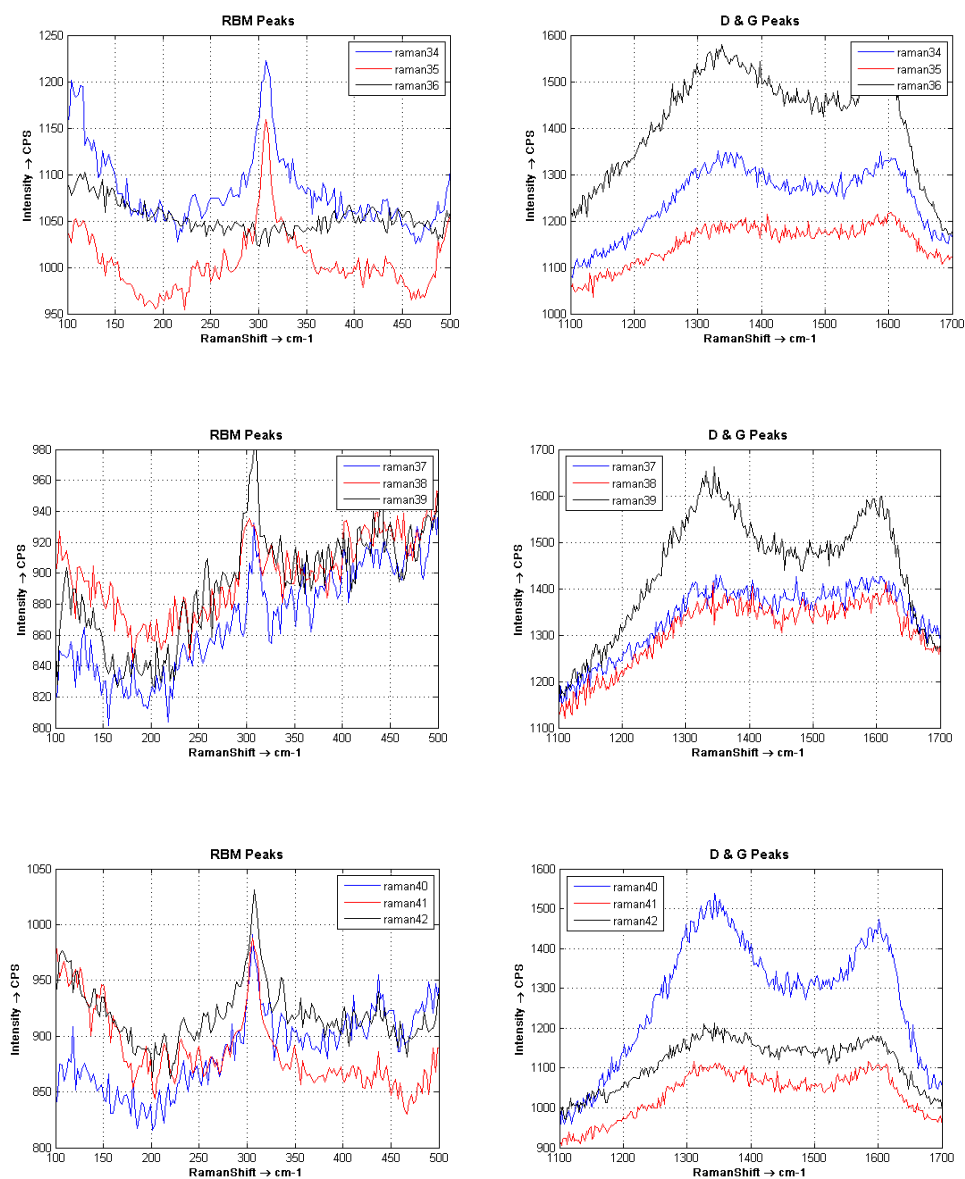 RBM Peaks
1250
1200
1150
1100
1050
1000
950
100 150 200 250 300 350 400 450 500
Intensity → CPS
RamanShift → cm-1
raman34
raman35
raman36
D & G Peaks
1600
1500
1400
1300
1200
1100
1000
1100 1200 1300 1400 1500 1600 1700
Intensity → CPS
RamanShift → cm-1
raman34
raman35
raman36
RBM Peaks
980
960
940
920
900
880
860
840
820
800
100 150 200 250 300 350 400 450 500
Intensity → CPS
RamanShift → cm-1
raman37
raman38
raman39
D & G Peaks
1700
1600
1500
1400
1300
1200
1100
1100 1200 1300 1400 1500 1600 1700
Intensity → CPS
RamanShift → cm-1
raman37
raman38
raman39
RBM Peaks
1050
1000
950
900
850
800
100 150 200 250 300 350 400 450 500
Intensity → CPS
RamanShift → cm-1
raman40
raman41
raman42
D & G Peaks
1600
1500
1400
1300
1200
1100
1000
900
1100 1200 1300 1400 1500 1600 1700
Intensity → CPS
RamanShift → cm-1
raman40
raman41
raman42